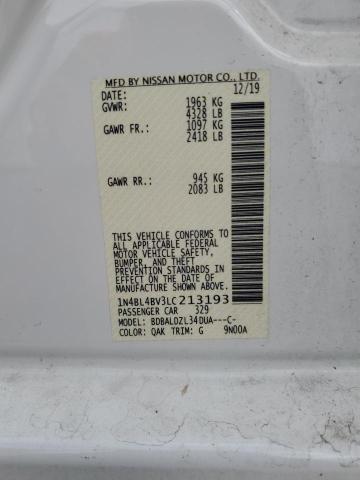 MFD BY NISSAN MOTOR CO., LTD.
DATE: 12/19
GVWR: 1963 KG
4328 LB
GAWR FR.: 1097 KG
2418 LB
GAWR RR.: 945 KG
2083 LB
THIS VEHICLE CONFORMS TO ALL
APPLICABLE FEDERAL MOTOR
VEHICLE SAFETY, BUMPER, AND
THEFT PREVENTION STANDARDS
IN EFFECT ON THE DATE OF
MANUFACTURE SHOWN ABOVE.
1N4BL4BV3LC213193
PASSENGER CAR 329
MODEL: BDBALDZL34DUA---C-
COLOR: QAK TRIM: G 9N00A